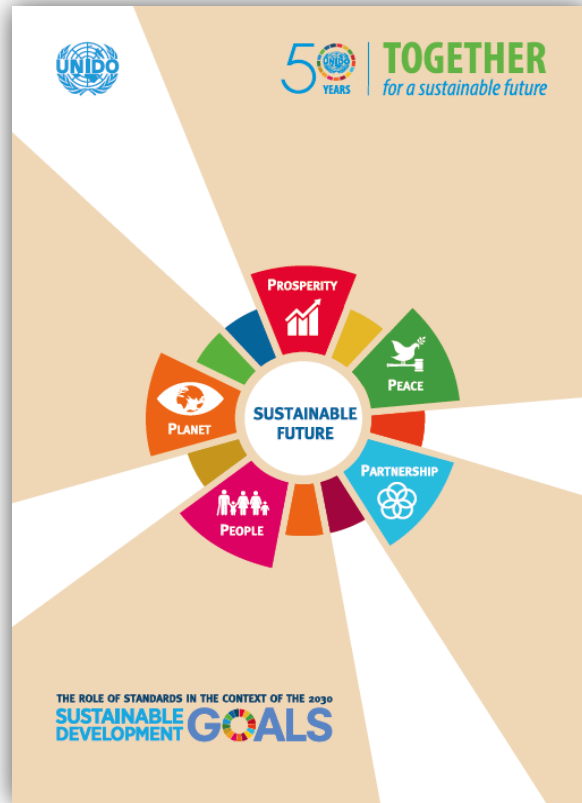 UNIDO
50 YEARS
TOGETHER
for a sustainable future
PROSPERITY
PEACE
PLANET
SUSTAINABLE
FUTURE
PARTNERSHIP
PEOPLE
THE ROLE OF STANDARDS IN THE CONTEXT OF THE 2030
SUSTAINABLE
DEVELOPMENT
GOALS